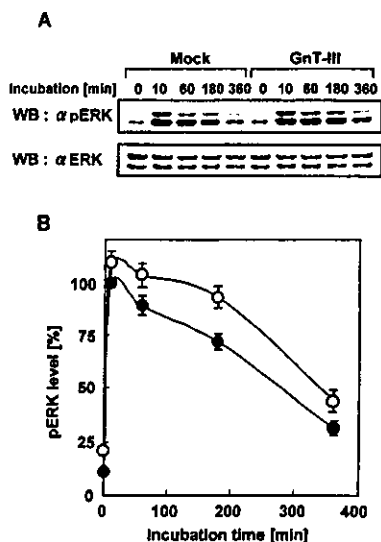 A
Mock GnT-III
Incubation [min] 0 10 60 180 360 0 10 60 180 360
WB : α pERK
WB : α ERK
B
pERK level [%]
100
75
50
25
0
0 100 200 300 400
Incubation time [min]